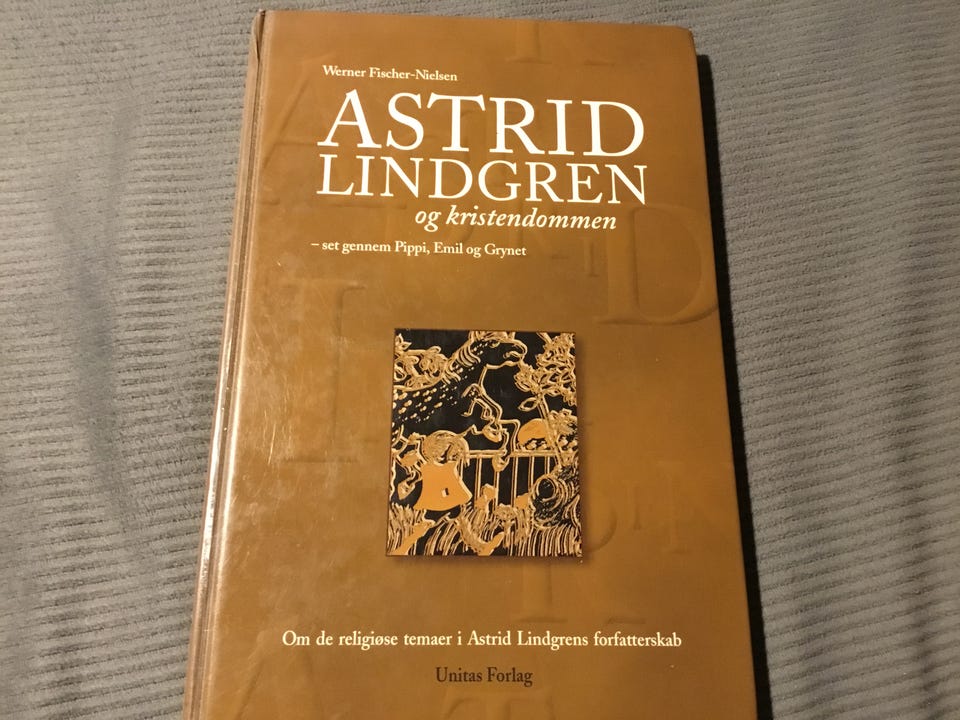 Werner Fischer-Nielsen
ASTRID
LINDGREN
og kristendommen
– set gennem Pippi, Emil og Grynet
Om de religiøse temaer i Astrid Lindgrens forfatterskab
Unitas Forlag